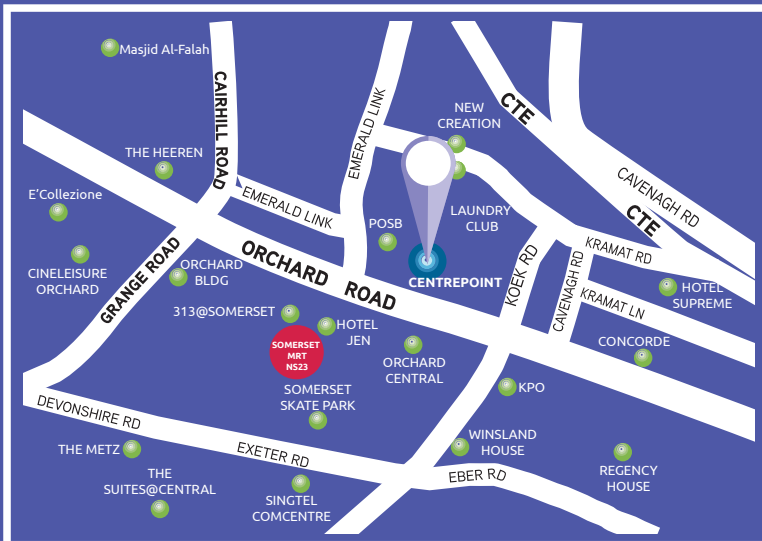 Masjid Al-Falah
CAIRHILL ROAD
EMERALD LINK
NEW
CREATION
CTE
CAVENAGH RD
THE HEEREN
E'Collezione
EMERALD LINK
POSB
LAUNDRY
CLUB
CTE
KRAMAT RD
CINELEISURE
ORCHARD
GRANGE ROAD
ORCHARD
BLDG
ORCHARD ROAD
CENTREPOINT
KOEK RD
CAVENAGH RD
KRAMAT LN
HOTEL
SUPREME
313@SOMERSET
HOTEL
JEN
SOMERSET
MRT
NS23
ORCHARD
CENTRAL
CONCORDE
SOMERSET
SKATE PARK
KPO
DEVONSHIRE RD
THE METZ
EXETER RD
WINSLAND
HOUSE
REGENCY
HOUSE
EBER RD
THE
SUITES@CENTRAL
SINGTEL
COMCENTRE